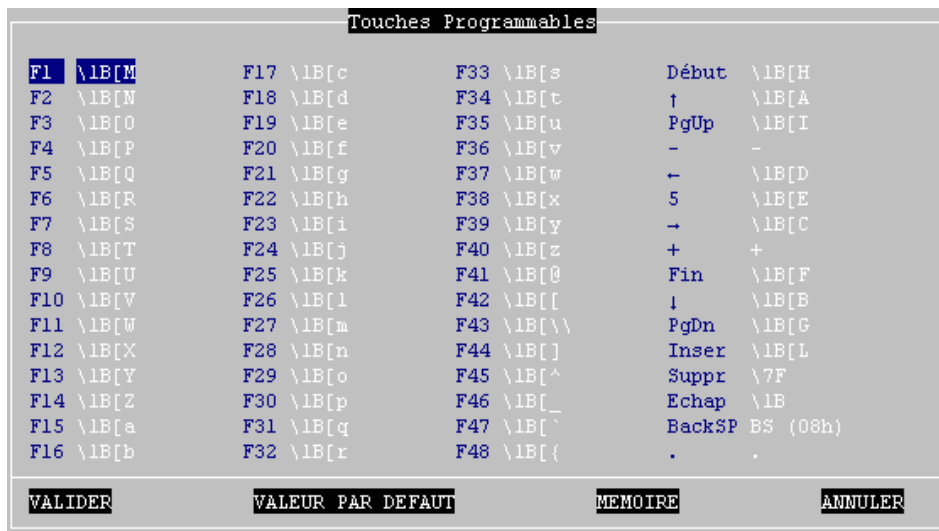 Touches Programmables
F1 \1B[M F17 \1B[c F33 \1B[s Début \1B[H
F2 \1B[N F18 \1B[d F34 \1B[t ↑ \1B[A
F3 \1B[O F19 \1B[e F35 \1B[u PgUp \1B[I
F4 \1B[P F20 \1B[f F36 \1B[v - -
F5 \1B[Q F21 \1B[g F37 \1B[w ← \1B[D
F6 \1B[R F22 \1B[h F38 \1B[x 5 \1B[E
F7 \1B[S F23 \1B[i F39 \1B[y → \1B[C
F8 \1B[T F24 \1B[j F40 \1B[z + +
F9 \1B[U F25 \1B[k F41 \1B[@ Fin \1B[F
F10 \1B[V F26 \1B[l F42 \1B[[ ↓ \1B[B
F11 \1B[W F27 \1B[m F43 \1B[\\ PgDn \1B[G
F12 \1B[X F28 \1B[n F44 \1B[] Inser \1B[L
F13 \1B[Y F29 \1B[o F45 \1B[^ Suppr \7F
F14 \1B[Z F30 \1B[p F46 \1B[_ Echap \1B
F15 \1B[a F31 \1B[q F47 \1B[` BackSP BS (08h)
F16 \1B[b F32 \1B[r F48 \1B[{ . .
VALIDER VALEUR PAR DEFAUT MEMOIRE ANNULER